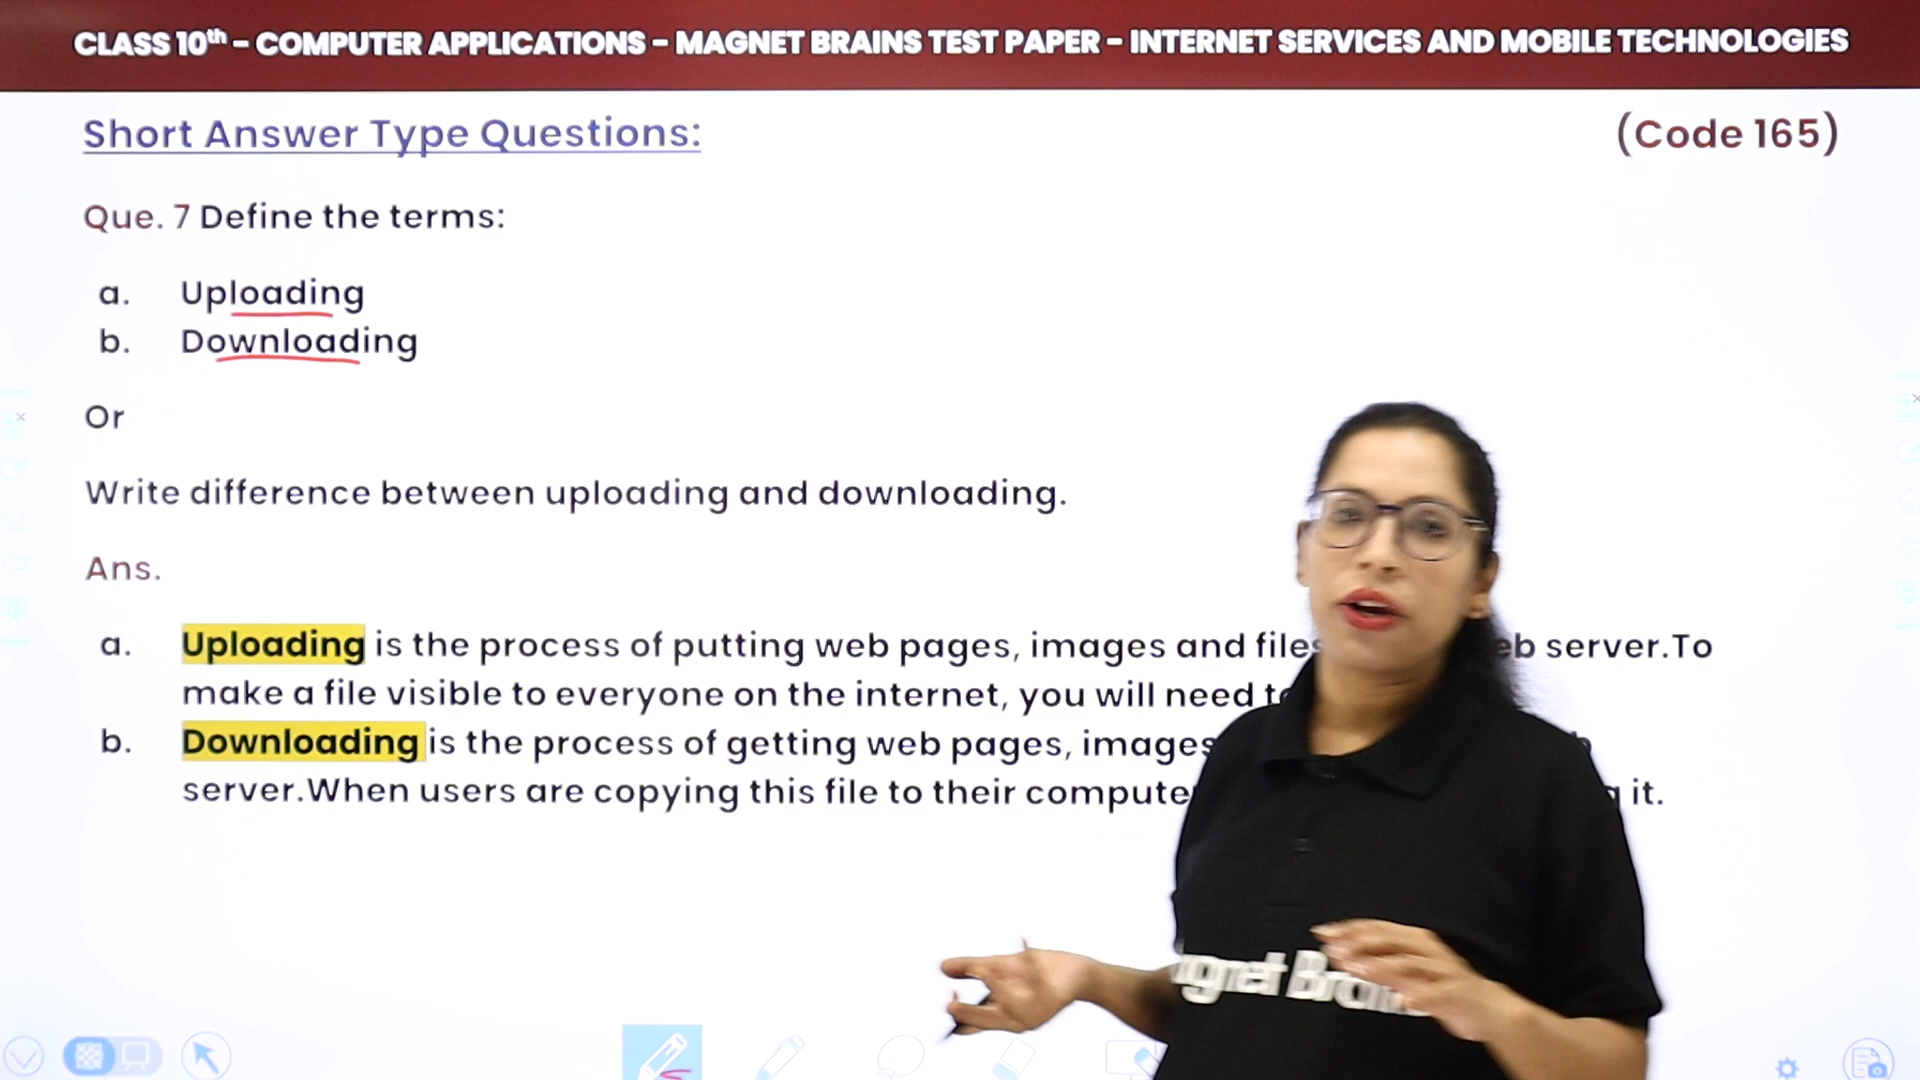 CLASS 10th - COMPUTER APPLICATIONS - MAGNET BRAINS TEST PAPER - INTERNET SERVICES AND MOBILE TECHNOLOGIES
Short Answer Type Questions: (Code 165)
Que. 7 Define the terms:
a. Uploading
b. Downloading
Or
Write difference between uploading and downloading.
Ans.
a. Uploading is the process of putting web pages, images and files server.To
make a file visible to everyone on the internet, you will need
b. Downloading is the process of getting web pages, images
server.When users are copying this file to their it.